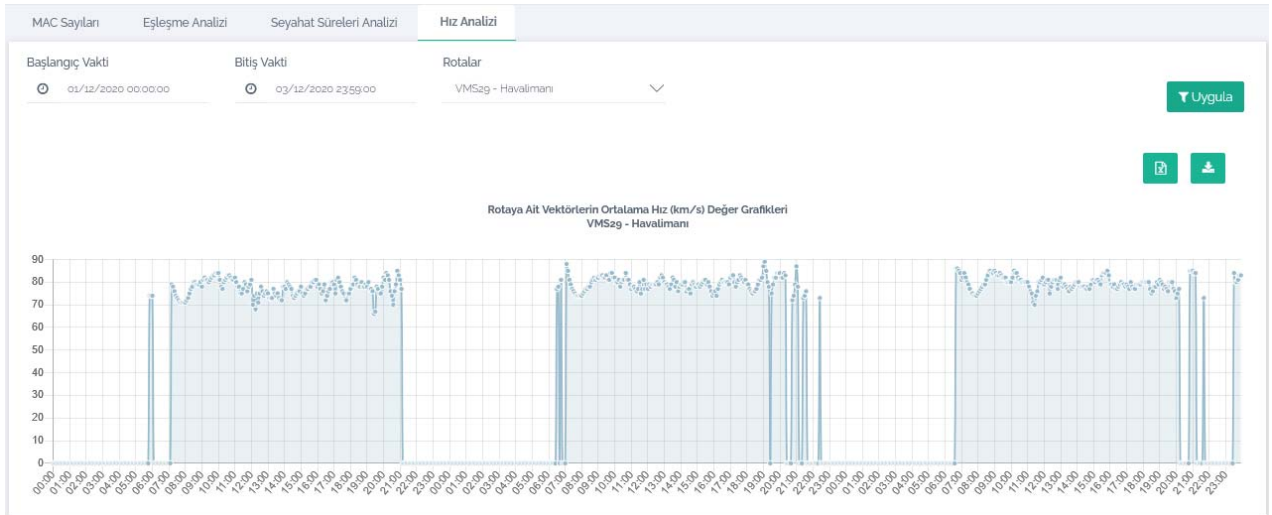 MAC Sayıları Eşleşme Analizi Seyahat Süreleri Analizi Hız Analizi
Başlangıç Vakti Bitiş Vakti Rotalar
01/12/2020 00:00:00 03/12/2020 23:59:00 VMS29 - Havalimanı
Uygula
Rotaya Ait Vektörlerin Ortalama Hız (km/s) Değer Grafikleri
VMS29 - Havalimanı
90
80
70
60
50
40
30
20
10
0
00:00 01:00 02:00 03:00 04:00 05:00 06:00 07:00 08:00 09:00 10:00 11:00 12:00 13:00 14:00 15:00 16:00 17:00 18:00 19:00 20:00 21:00 22:00 23:00 00:00 01:00 02:00 03:00 04:00 05:00 06:00 07:00 08:00 09:00 10:00 11:00 12:00 13:00 14:00 15:00 16:00 17:00 18:00 19:00 20:00 21:00 22:00 23:00 00:00 01:00 02:00 03:00 04:00 05:00 06:00 07:00 08:00 09:00 10:00 11:00 12:00 13:00 14:00 15:00 16:00 17:00 18:00 19:00 20:00 21:00 22:00 23:00